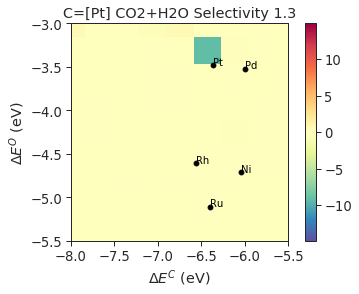 C=[Pt] CO2+H2O Selectivity 1.3
−3.0
−3.5
−4.0
−4.5
−5.0
−5.5
ΔE^O (eV)
Pt
Pd
Rh
Ni
Ru
−8.0 −7.5 −7.0 −6.5 −6.0 −5.5
ΔE^C (eV)
10
5
0
−5
−10